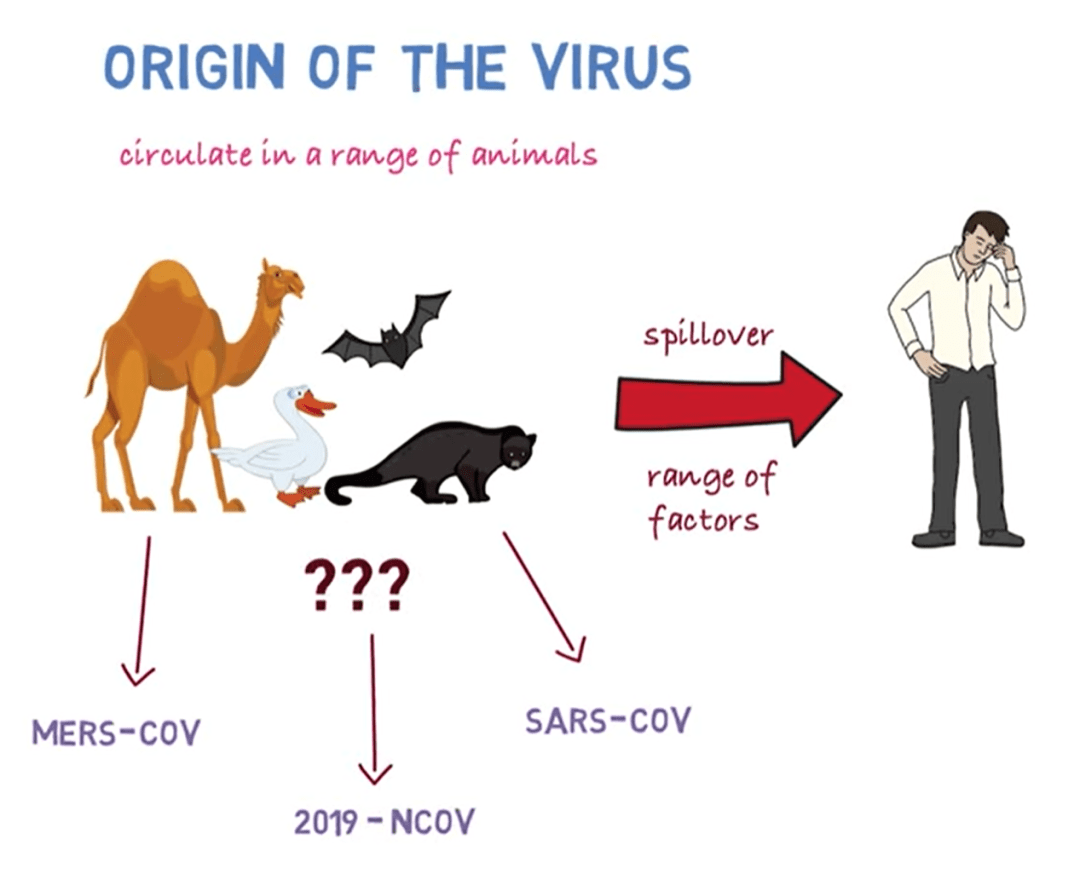 ORIGIN OF THE VIRUS
circulate in a range of animals
spillover
range of
factors
???
MERS-COV
SARS-COV
2019 - NCOV